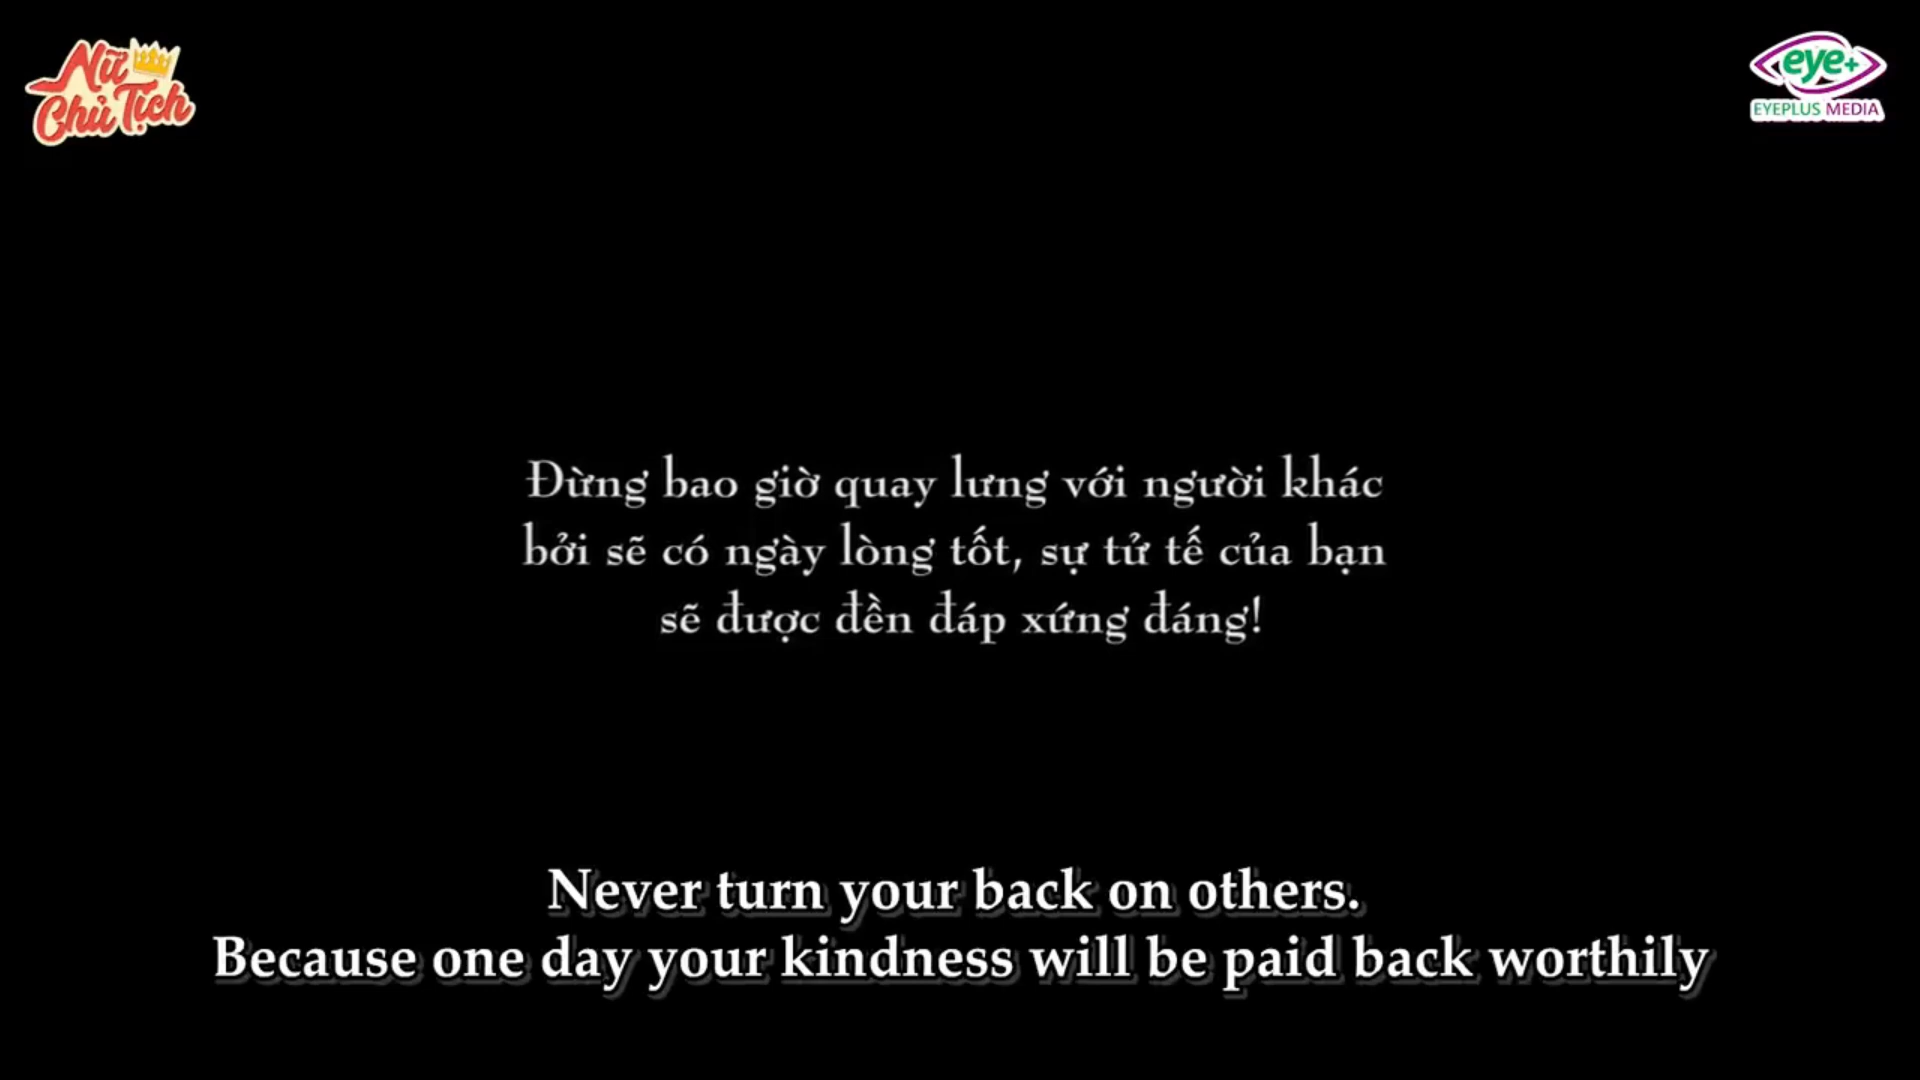 Nữ
Chủ Tịch
eye+
EYEPLUS MEDIA
Đừng bao giờ quay lưng với người khác
bởi sẽ có ngày lòng tốt, sự tử tế của bạn
sẽ được đền đáp xứng đáng!
Never turn your back on others.
Because one day your kindness will be paid back worthily